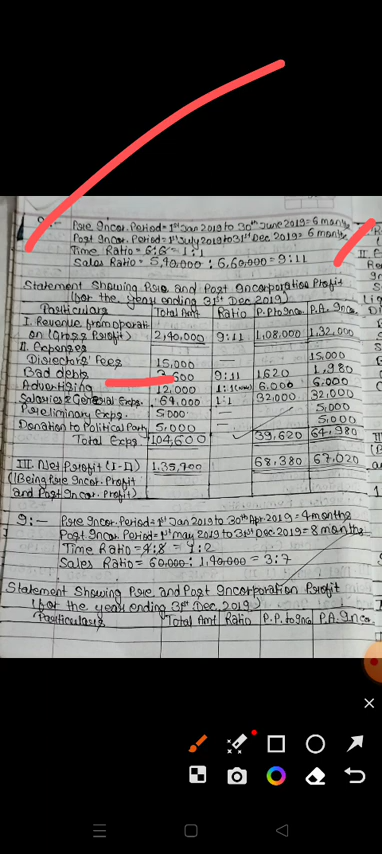 9:- Pre Incor. Period = 1st Jan 2019 to 30th June 2019 = 6 months
Post Incor. Period = 1st July 2019 to 31st Dec 2019 = 6 months
Time Ratio = 6:6 = 1:1
Sales Ratio = 5,40,000 : 6,60,000 = 9:11
Statement Showing Pre and Post Incorporation Profit
(for the year ending 31st Dec 2019)
Particulars Total Amt Ratio P.P.to Inco. P.A. Inco.
I. Revenue from operati
on (Gross Profit) 2,40,000 9:11 1,08,000 1,32,000
II. Expenses
Directors' Fees 15,000 15,000
Bad debts 3,600 9:11 1,620 1,980
Advertising 12,000 1:1 6,000 6,000
Salaries & General Exps. 64,000 1:1 32,000 32,000
Preliminary Exps. 5000 5,000
Donation to Political Party 5,000 - 5,000
Total Exps. 104,600 39,620 64,980
III. Net Profit (I-II) 1,35,400 68,380 67,020
(Being Pre Incor. Profit
and Post Incor. Profit)
9:- Pre Incor. Period = 1st Jan 2019 to 30th Apr 2019 = 4 months
Post Incor. Period = 1st May 2019 to 31st Dec 2019 = 8 months
Time Ratio = 4:8 = 1:2
Sales Ratio = 60,000 : 1,40,000 = 3:7
Statement Showing Pre and Post Incorporation Profit
(for the year ending 31st Dec. 2019)
Particulars Total Amt Ratio P.P. to Inco. P.A. Inco.